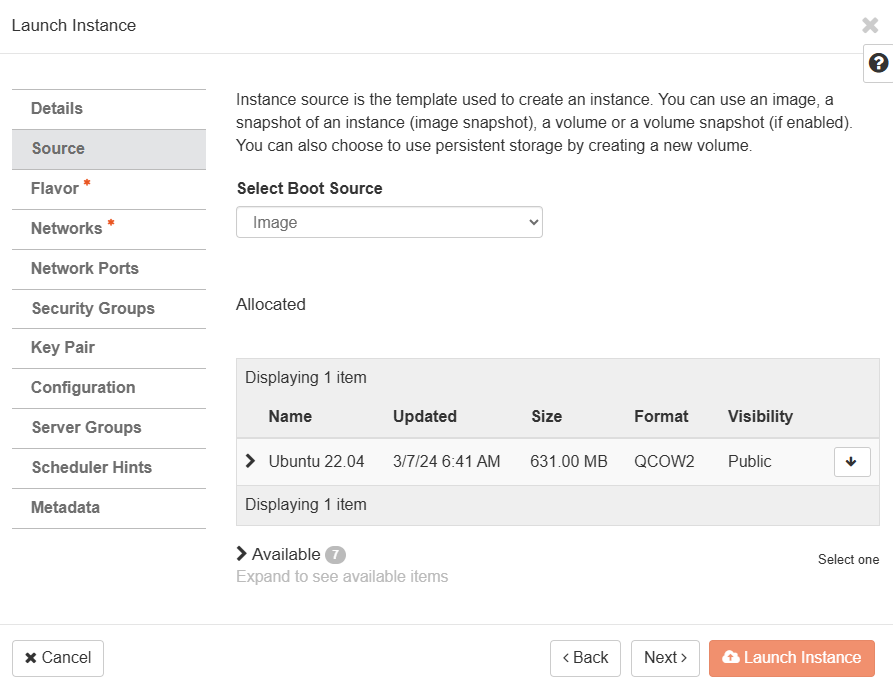 Launch Instance
Details
Source
Flavor *
Networks *
Network Ports
Security Groups
Key Pair
Configuration
Server Groups
Scheduler Hints
Metadata
Instance source is the template used to create an instance. You can use an image, a
snapshot of an instance (image snapshot), a volume or a volume snapshot (if enabled).
You can also choose to use persistent storage by creating a new volume.
Select Boot Source
Image
Allocated
Displaying 1 item
Name Updated Size Format Visibility
Ubuntu 22.04 3/7/24 6:41 AM 631.00 MB QCOW2 Public
Displaying 1 item
Available 7
Select one
Expand to see available items
Cancel
Back
Next
Launch Instance